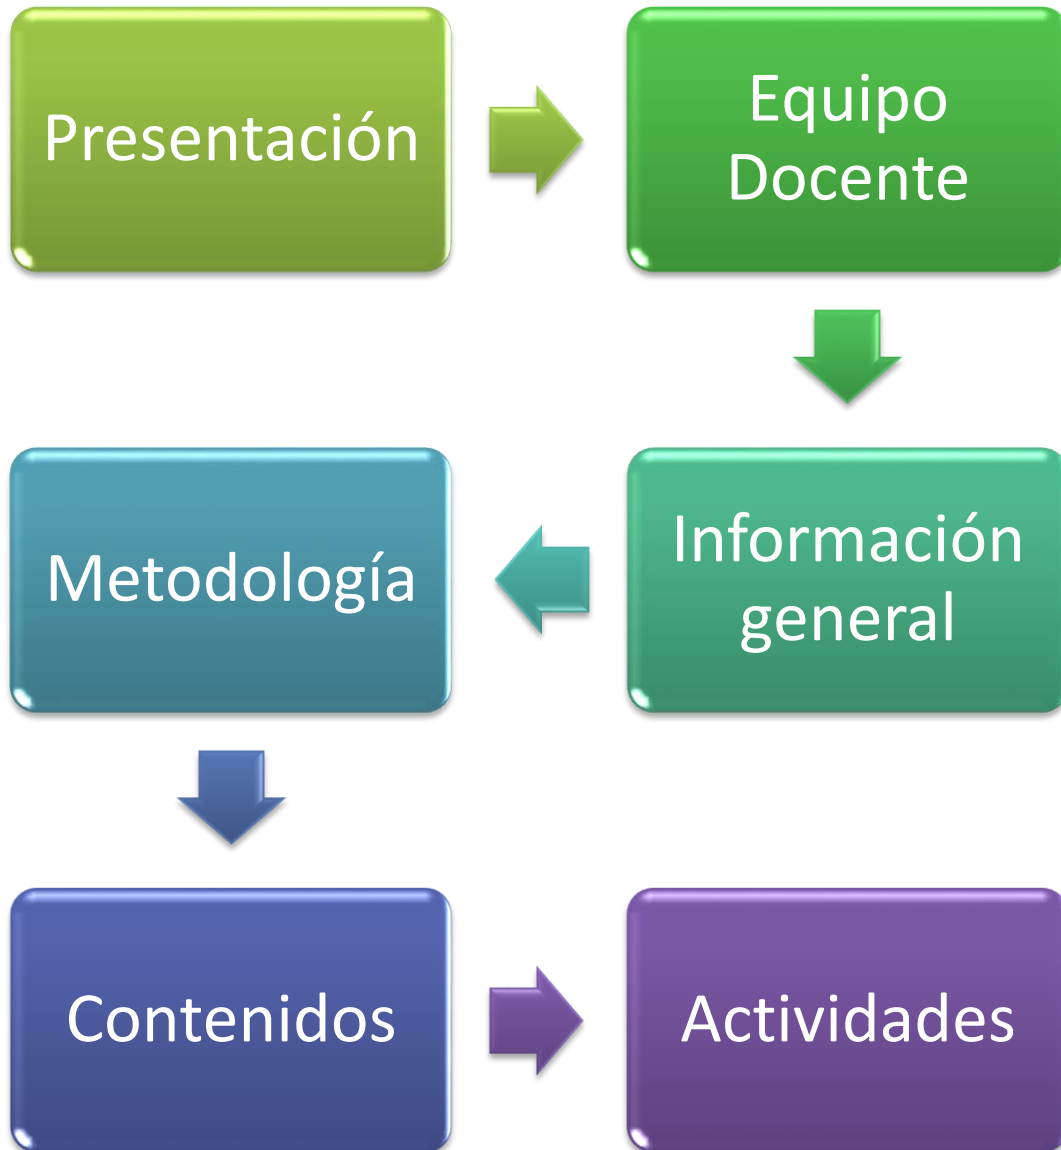 Presentación
Equipo
Docente
Información
general
Metodología
Contenidos
Actividades